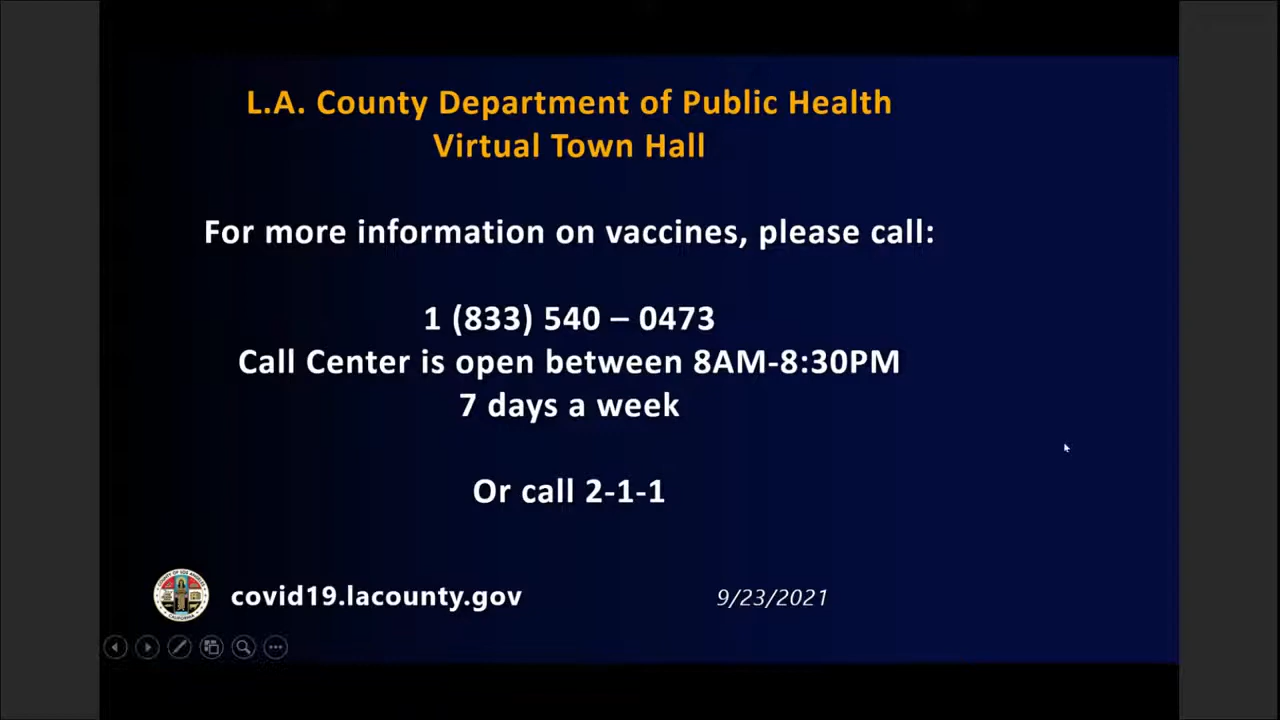 L.A. County Department of Public Health
Virtual Town Hall
For more information on vaccines, please call:
1 (833) 540 – 0473
Call Center is open between 8AM-8:30PM
7 days a week
Or call 2-1-1
covid19.lacounty.gov
9/23/2021